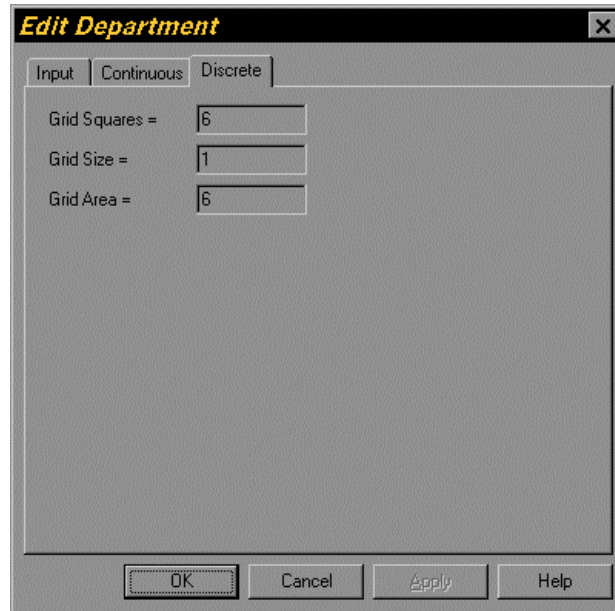 Edit Department
Input Continuous Discrete
Grid Squares = 6
Grid Size = 1
Grid Area = 6
OK Cancel Apply Help